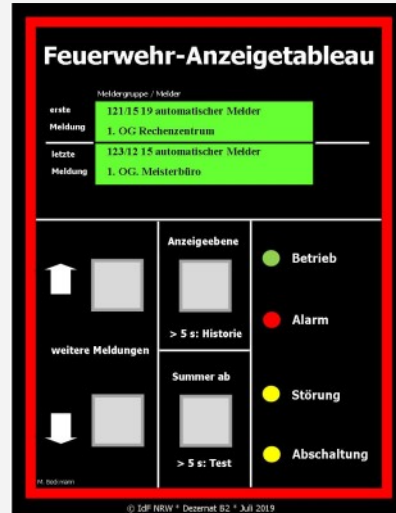 Feuerwehr-Anzeigetableau
Meldergruppe / Melder
erste Meldung
121/15 19 automatischer Melder
1. OG Rechenzentrum
letzte Meldung
123/12 15 automatischer Melder
1. OG. Meisterbüro
Anzeigeebene
> 5 s: Historie
weitere Meldungen
Summer ab
> 5 s: Test
Betrieb
Alarm
Störung
Abschaltung
© IdF NRW * Dezernat B2 * Juli 2019